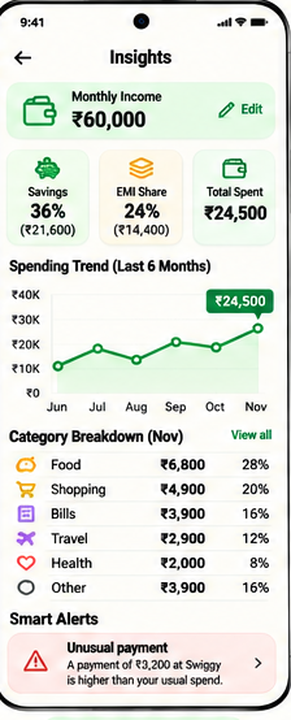 9:41
Insights
Monthly Income
₹60,000
Edit
Savings
36%
(₹21,600)
EMI Share
24%
(₹14,400)
Total Spent
₹24,500
Spending Trend (Last 6 Months)
₹24,500
₹40K
₹30K
₹20K
₹10K
₹0
Jun Jul Aug Sep Oct Nov
Category Breakdown (Nov) View all
Food ₹6,800 28%
Shopping ₹4,900 20%
Bills ₹3,900 16%
Travel ₹2,900 12%
Health ₹2,000 8%
Other ₹3,900 16%
Smart Alerts
Unusual payment
A payment of ₹3,200 at Swiggy
is higher than your usual spend.